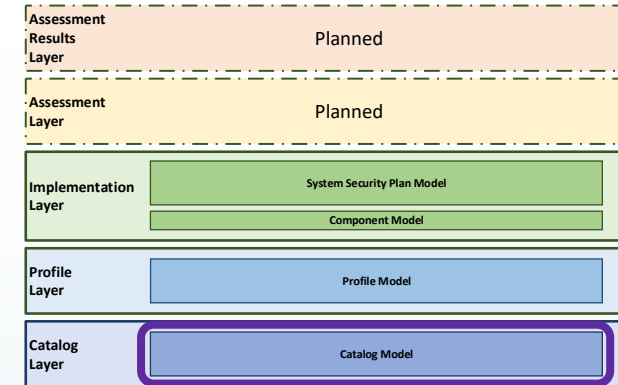 Assessment
Results
Layer
Planned
Assessment
Layer
Planned
Implementation
Layer
System Security Plan Model
Component Model
Profile
Layer
Profile Model
Catalog
Layer
Catalog Model